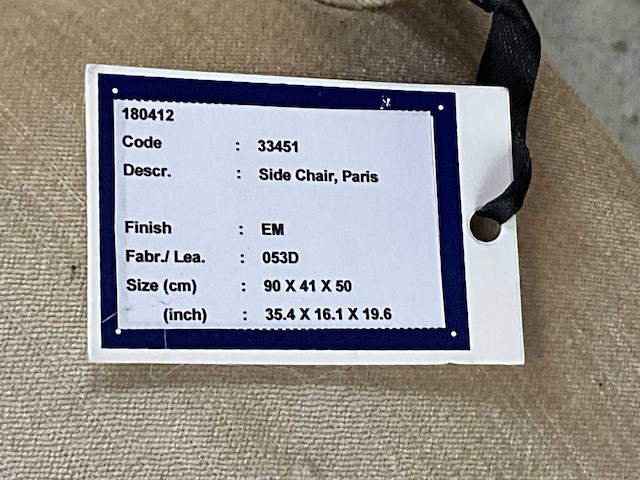 180412
Code : 33451
Descr. : Side Chair, Paris
Finish : EM
Fabr./ Lea. : 053D
Size (cm) : 90 X 41 X 50
(inch) : 35.4 X 16.1 X 19.6